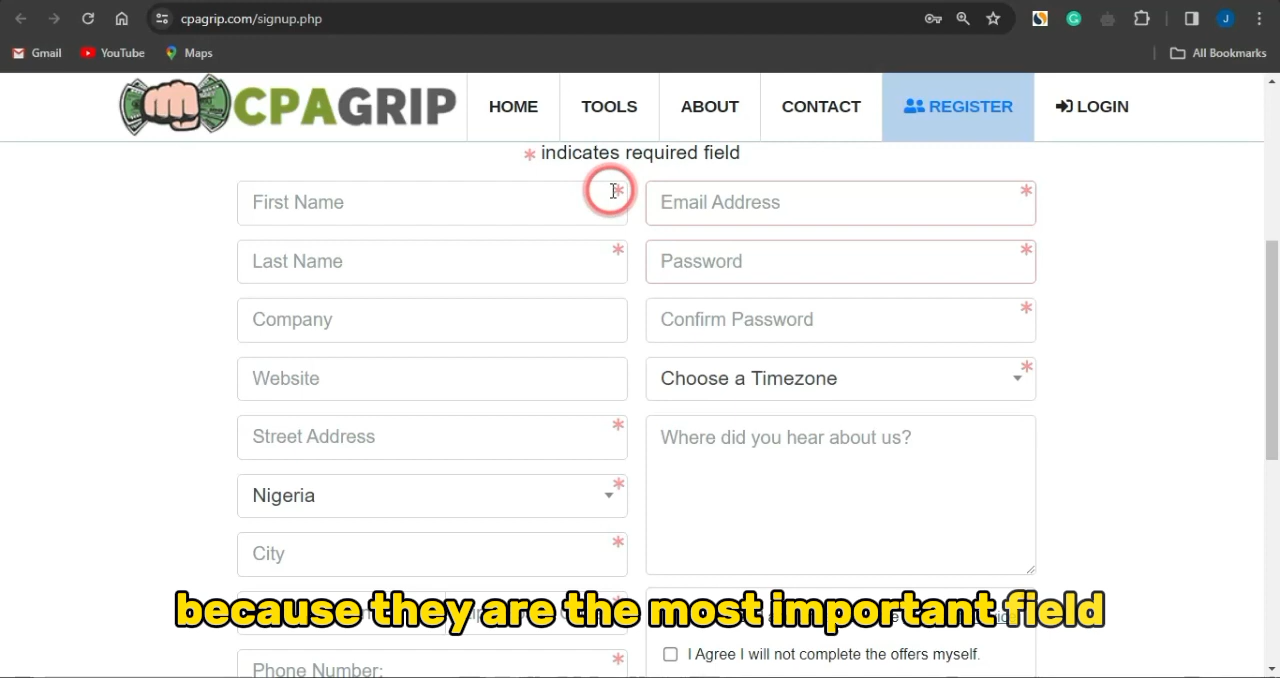 cpagrip.com/signup.php
J
Gmail
YouTube
Maps
All Bookmarks
CPAGRIP
HOME
TOOLS
ABOUT
CONTACT
REGISTER
LOGIN
* indicates required field
First Name *
Email Address *
Last Name *
Password *
Company
Confirm Password *
Website
Choose a Timezone *
Street Address *
Where did you hear about us?
Nigeria *
City *
because they are the most important field
I Agree I will not complete the offers myself.
Phone Number: *